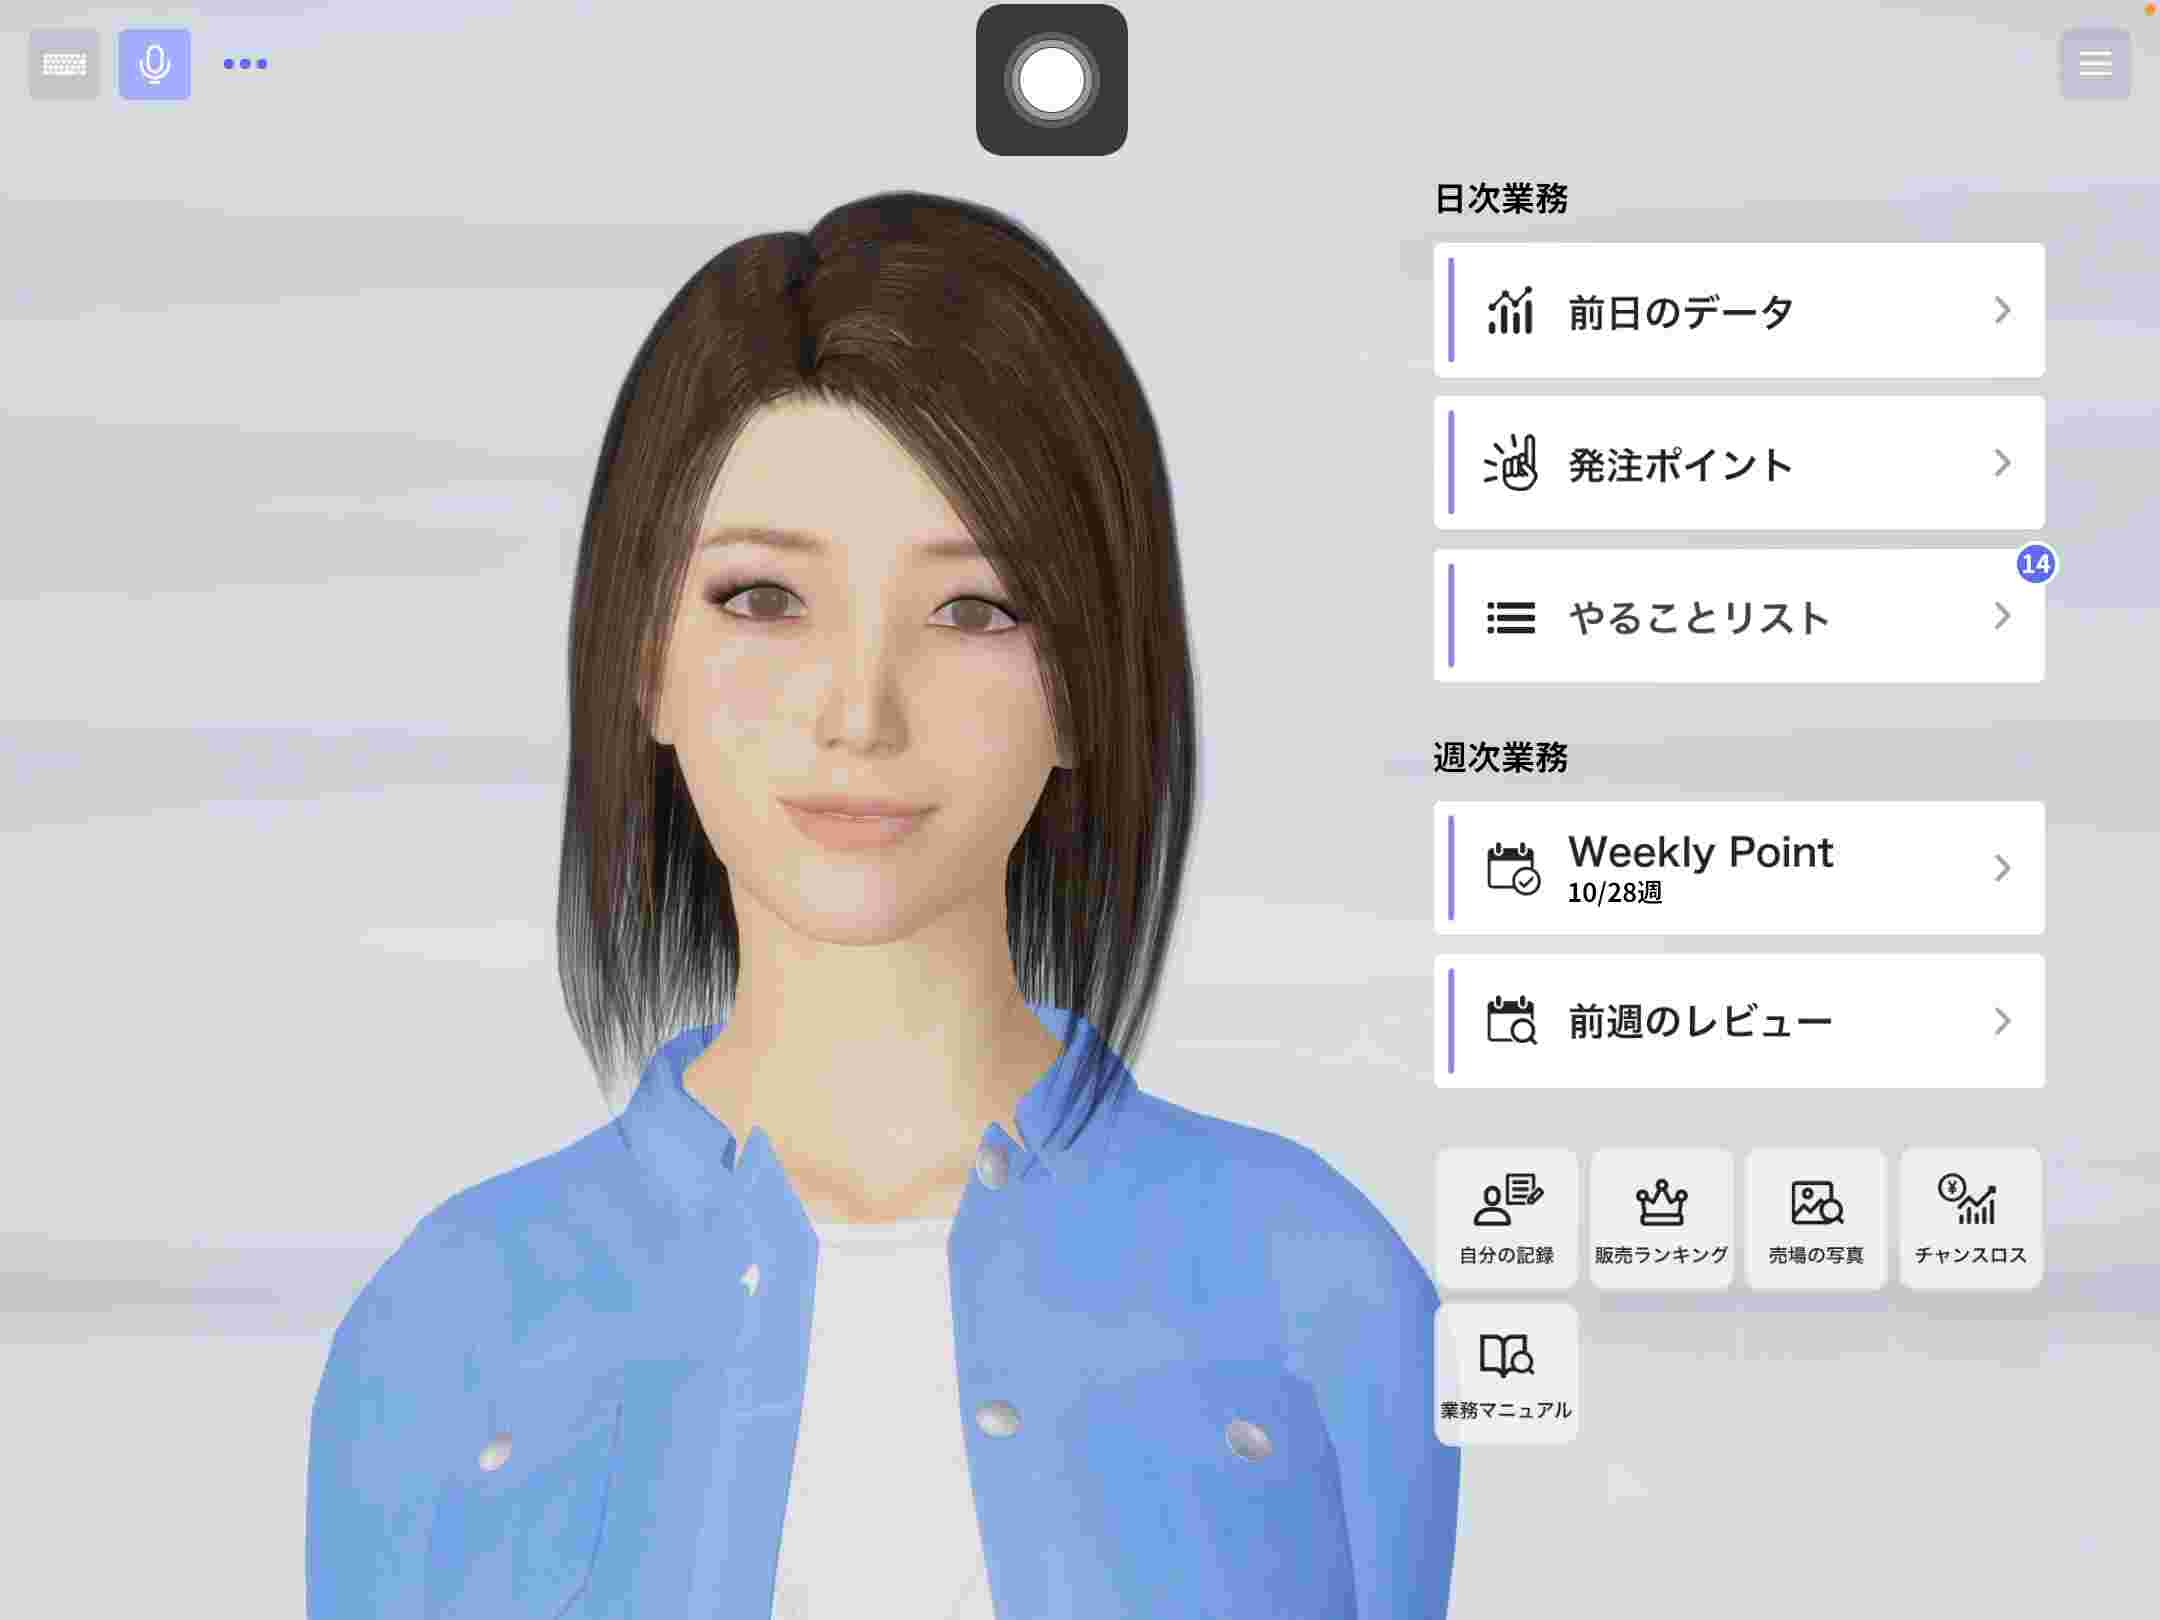 日次業務
前日のデータ
発注ポイント
14
やることリスト
週次業務
Weekly Point
10/28週
前週のレビュー
自分の記録
販売ランキング
売場の写真
¥
チャンスロス
業務マニュアル